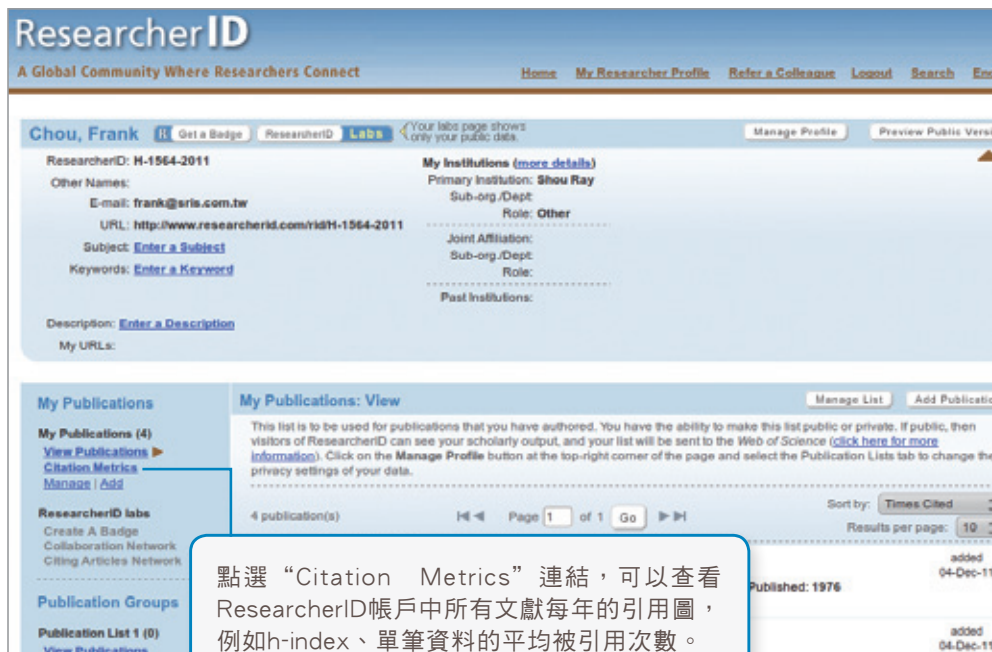 ResearcherID
A Global Community Where Researchers Connect
Home My Researcher Profile Refer a Colleague Logout Search
Chou, Frank Get a Badge ResearcherID Labs Your labs page shows only your public data. Manage Profile Preview Public
ResearcherID: H-1564-2011
Other Names:
E-mail: frank@sris.com.tw
URL: http://www.researcherid.com/rid/H-1564-2011
Subject: Enter a Subject
Keywords: Enter a Keyword
Description: Enter a Description
My URLs:
My Institutions (more details)
Primary Institution: Shou Ray
Sub-org./Dept:
Role: Other
Joint Affiliation:
Sub-org./Dept:
Role:
Past Institutions:
My Publications
My Publications (4)
View Publications
Citation Metrics
Manage | Add
ResearcherID labs
Create A Badge
Collaboration Network
Citing Articles Network
Publication Groups
Publication List 1 (0)
View Publications
My Publications: View
Manage List Add
This list is to be used for publications that you have authored. You have the ability to make this list public or private. If public, then
visitors of ResearcherID can see your scholarly output, and your list will be sent to the Web of Science (click here for more
information). Click on the Manage Profile button at the top-right corner of the page and select the Publication Lists tab to change the
privacy settings of your data.
4 publication(s) Page 1 of 1 Go Sort by: Times Cited
Results per page: 10
added
04-Dec-11
Published: 1976
added
04-Dec-11
點選“Citation Metrics”連結，可以查看
ResearcherID帳戶中所有文獻每年的引用圖，
例如h-index、單筆資料的平均被引用次數。